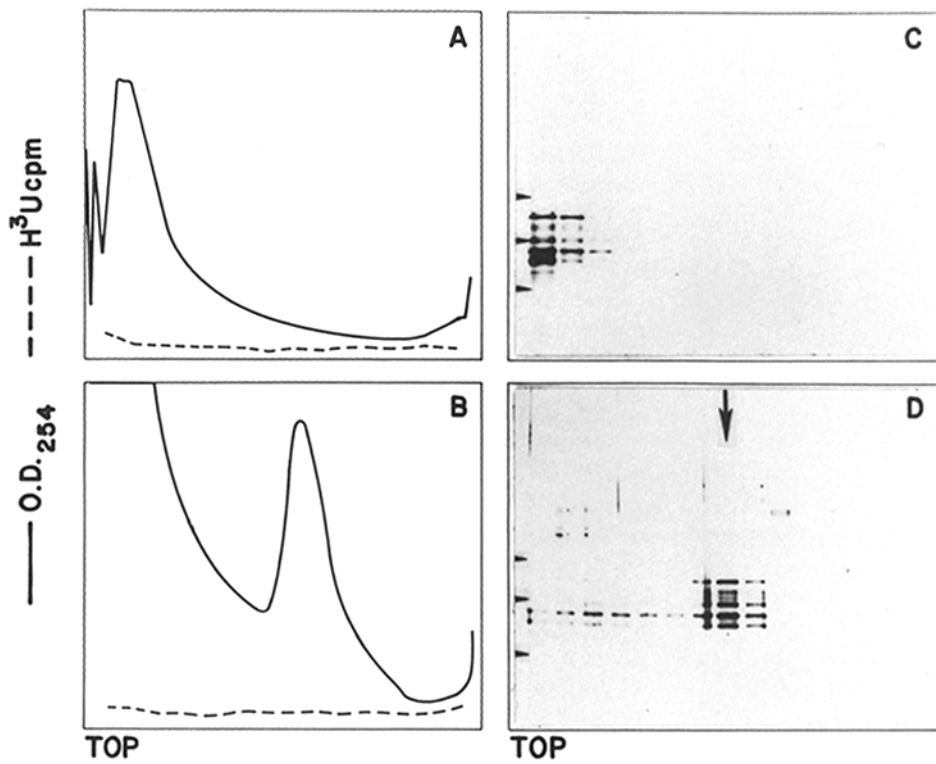 A
C
---- H³Ucpm
B
D
—— O.D.254
TOP
TOP